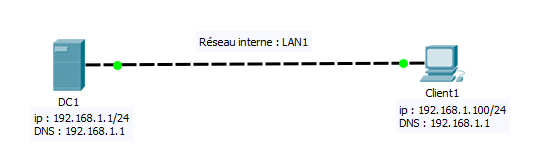 Réseau interne : LAN1
DC1
ip : 192.168.1.1/24
DNS : 192.168.1.1
Client1
ip : 192.168.1.100/24
DNS : 192.168.1.1